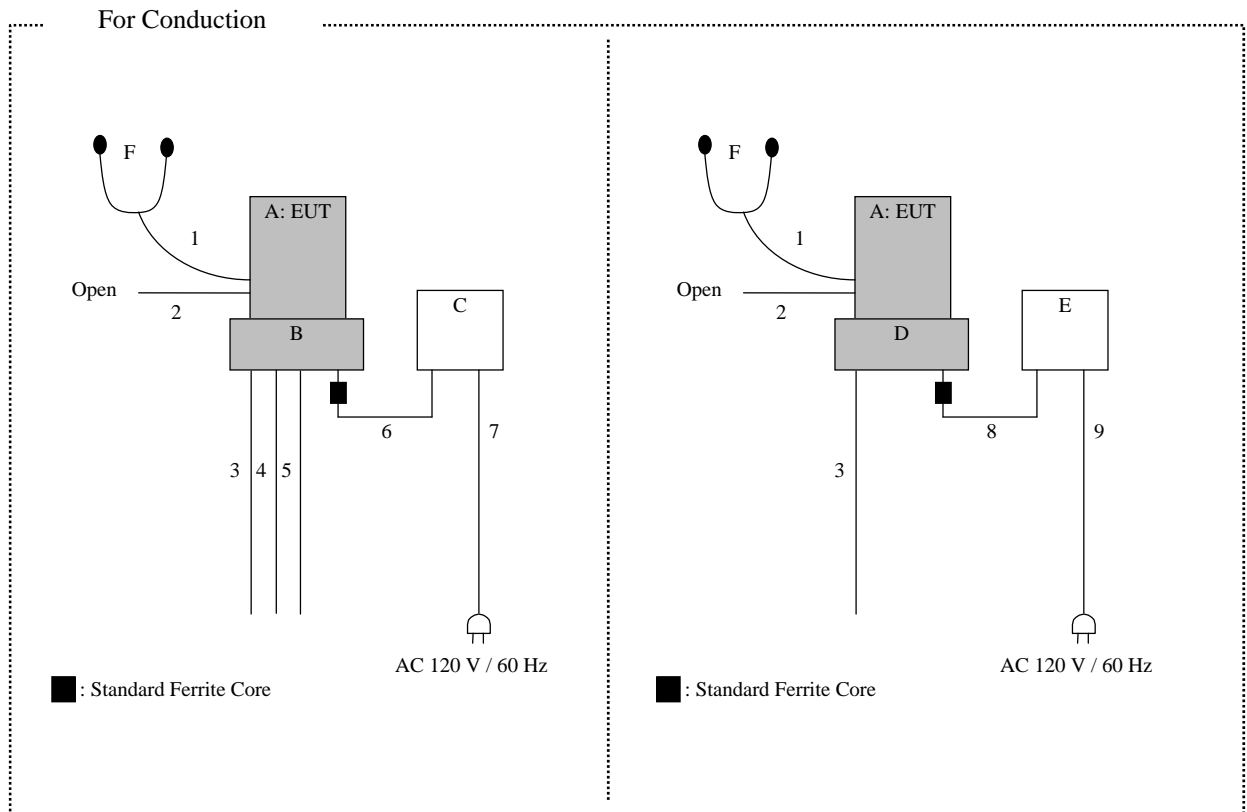 For Conduction
F
A: EUT
1
Open
2
B
C
6
7
3 4 5
AC 120 V / 60 Hz
: Standard Ferrite Core
F
A: EUT
1
Open
2
D
E
8
9
3
AC 120 V / 60 Hz
: Standard Ferrite Core